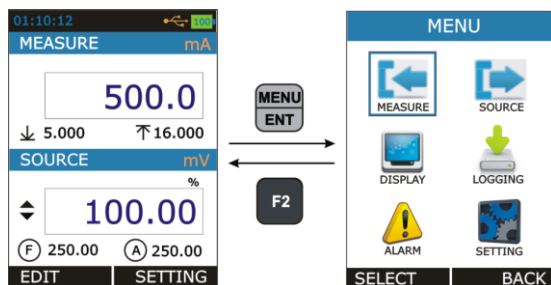 01:10:12 100
MEASURE mA
500.0
5.000 16.000
SOURCE mV
%
100.00
F 250.00 A 250.00
EDIT SETTING
MENU
ENT
F2
MENU
MEASURE SOURCE
DISPLAY LOGGING
ALARM SETTING
SELECT BACK